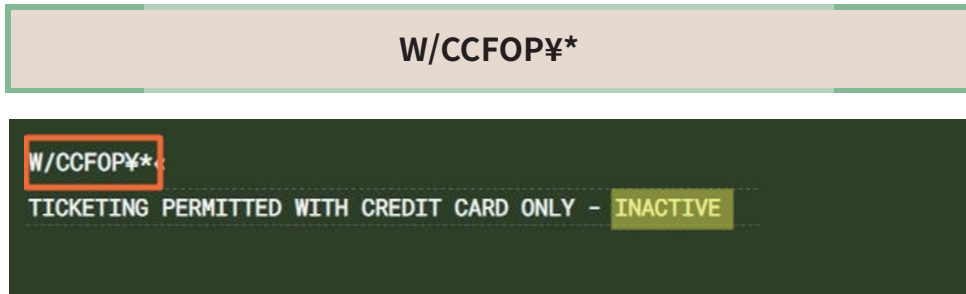 W/CCFOP¥*
W/CCFOP¥*«
TICKETING PERMITTED WITH CREDIT CARD ONLY - INACTIVE